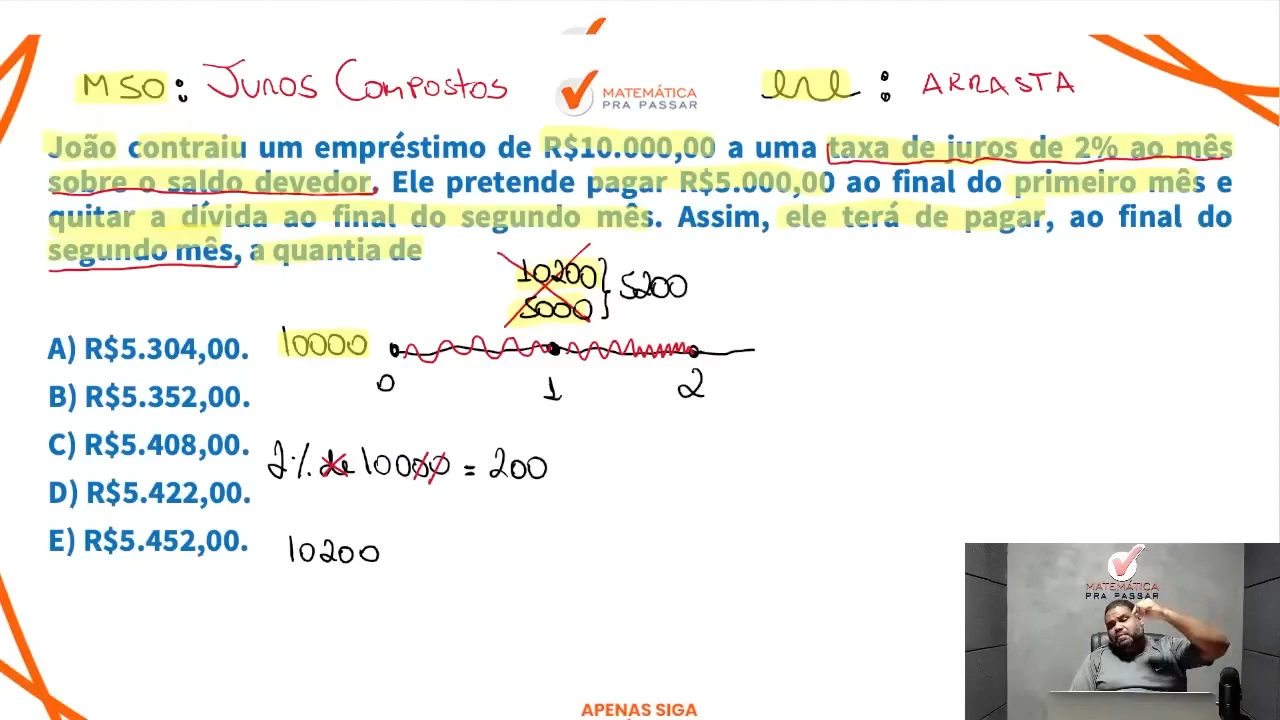 MSO: JUROS COMPOSTOS
MATEMÁTICA
PRA PASSAR
: ARRASTA
João contraiu um empréstimo de R$10.000,00 a uma taxa de juros de 2% ao mês
sobre o saldo devedor. Ele pretende pagar R$5.000,00 ao final do primeiro mês e
quitar a dívida ao final do segundo mês. Assim, ele terá de pagar, ao final do
segundo mês, a quantia de
10200
5000
5200
A) R$5.304,00.
10000
0
1
2
B) R$5.352,00.
C) R$5.408,00.
2% de 10000 = 200
D) R$5.422,00.
E) R$5.452,00.
10200
MATEMÁTICA
PRA PASSAR
APENAS SIGA